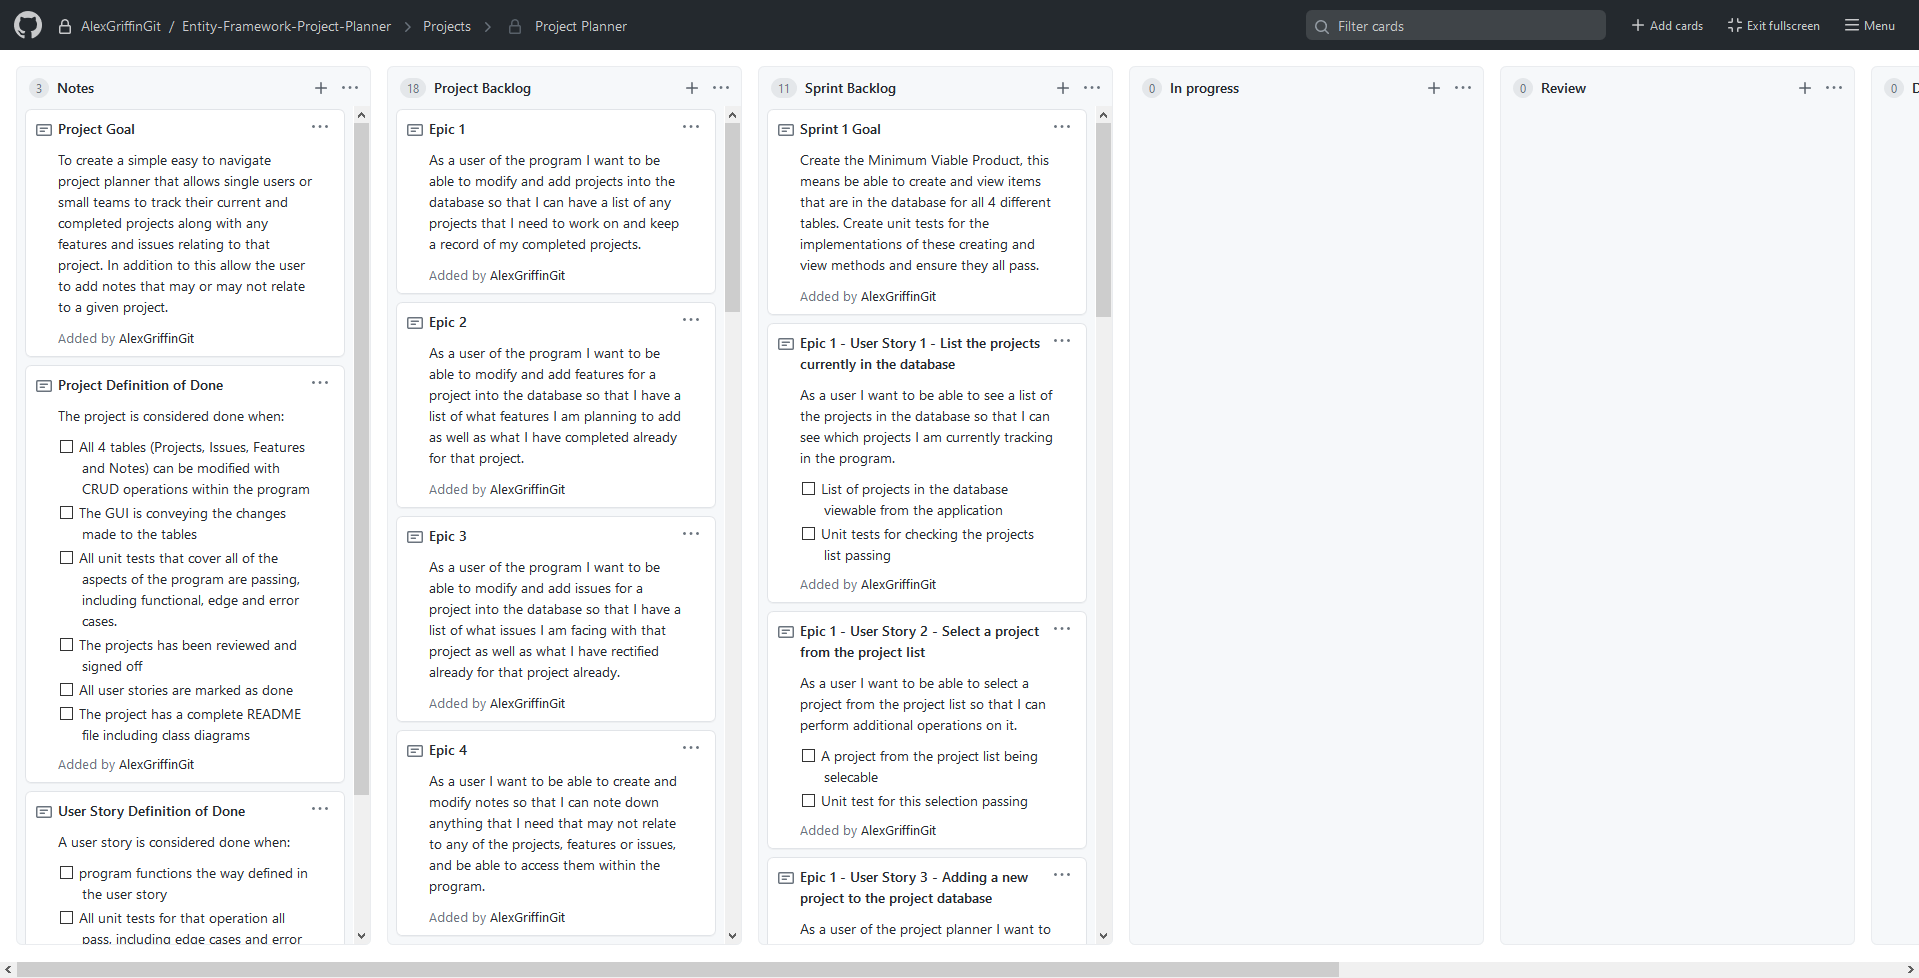 AlexGriffinGit / Entity-Framework-Project-Planner > Projects > Project Planner
Filter cards
Add cards
Exit fullscreen
Menu
3 Notes
Project Goal
To create a simple easy to navigate
project planner that allows single users or
small teams to track their current and
completed projects along with any
features and issues relating to that
project. In addition to this allow the user
to add notes that may or may not relate
to a given project.
Added by AlexGriffinGit
Project Definition of Done
The project is considered done when:
All 4 tables (Projects, Issues, Features
and Notes) can be modified with
CRUD operations within the program
The GUI is conveying the changes
made to the tables
All unit tests that cover all of the
aspects of the program are passing,
including functional, edge and error
cases.
The projects has been reviewed and
signed off
All user stories are marked as done
The project has a complete README
file including class diagrams
Added by AlexGriffinGit
User Story Definition of Done
A user story is considered done when:
program functions the way defined in
the user story
All unit tests for that operation all
pass, including edge cases and error
18 Project Backlog
Epic 1
As a user of the program I want to be
able to modify and add projects into the
database so that I can have a list of any
projects that I need to work on and keep
a record of my completed projects.
Added by AlexGriffinGit
Epic 2
As a user of the program I want to be
able to modify and add features for a
project into the database so that I have a
list of what features I am planning to add
as well as what I have completed already
for that project.
Added by AlexGriffinGit
Epic 3
As a user of the program I want to be
able to modify and add issues for a
project into the database so that I have a
list of what issues I am facing with that
project as well as what I have rectified
already for that project already.
Added by AlexGriffinGit
Epic 4
As a user I want to be able to create and
modify notes so that I can note down
anything that I need that may not relate
to any of the projects, features or issues,
and be able to access them within the
program.
Added by AlexGriffinGit
11 Sprint Backlog
Sprint 1 Goal
Create the Minimum Viable Product, this
means be able to create and view items
that are in the database for all 4 different
tables. Create unit tests for the
implementations of these creating and
view methods and ensure they all pass.
Added by AlexGriffinGit
Epic 1 - User Story 1 - List the projects
currently in the database
As a user I want to be able to see a list of
the projects in the database so that I can
see which projects I am currently tracking
in the program.
List of projects in the database
viewable from the application
Unit tests for checking the projects
list passing
Added by AlexGriffinGit
Epic 1 - User Story 2 - Select a project
from the project list
As a user I want to be able to select a
project from the project list so that I can
perform additional operations on it.
A project from the project list being
selecable
Unit test for this selection passing
Added by AlexGriffinGit
Epic 1 - User Story 3 - Adding a new
project to the project database
As a user of the project planner I want to
0 In progress
0 Review
0